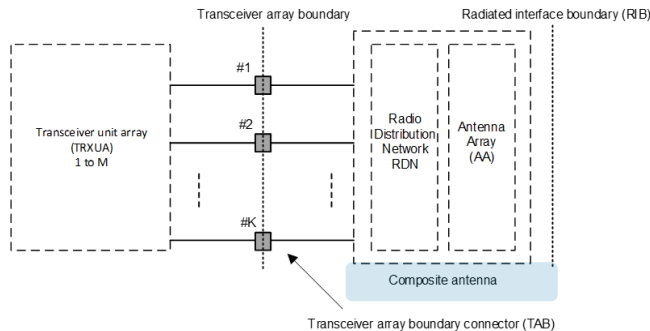 Transceiver array boundary
Radiated interface boundary (RIB)
#1
#2
#K
Transceiver unit array
(TRXUA)
1 to M
Radio
Distribution
Network
RDN
Antenna
Array
(AA)
Composite antenna
Transceiver array boundary connector (TAB)